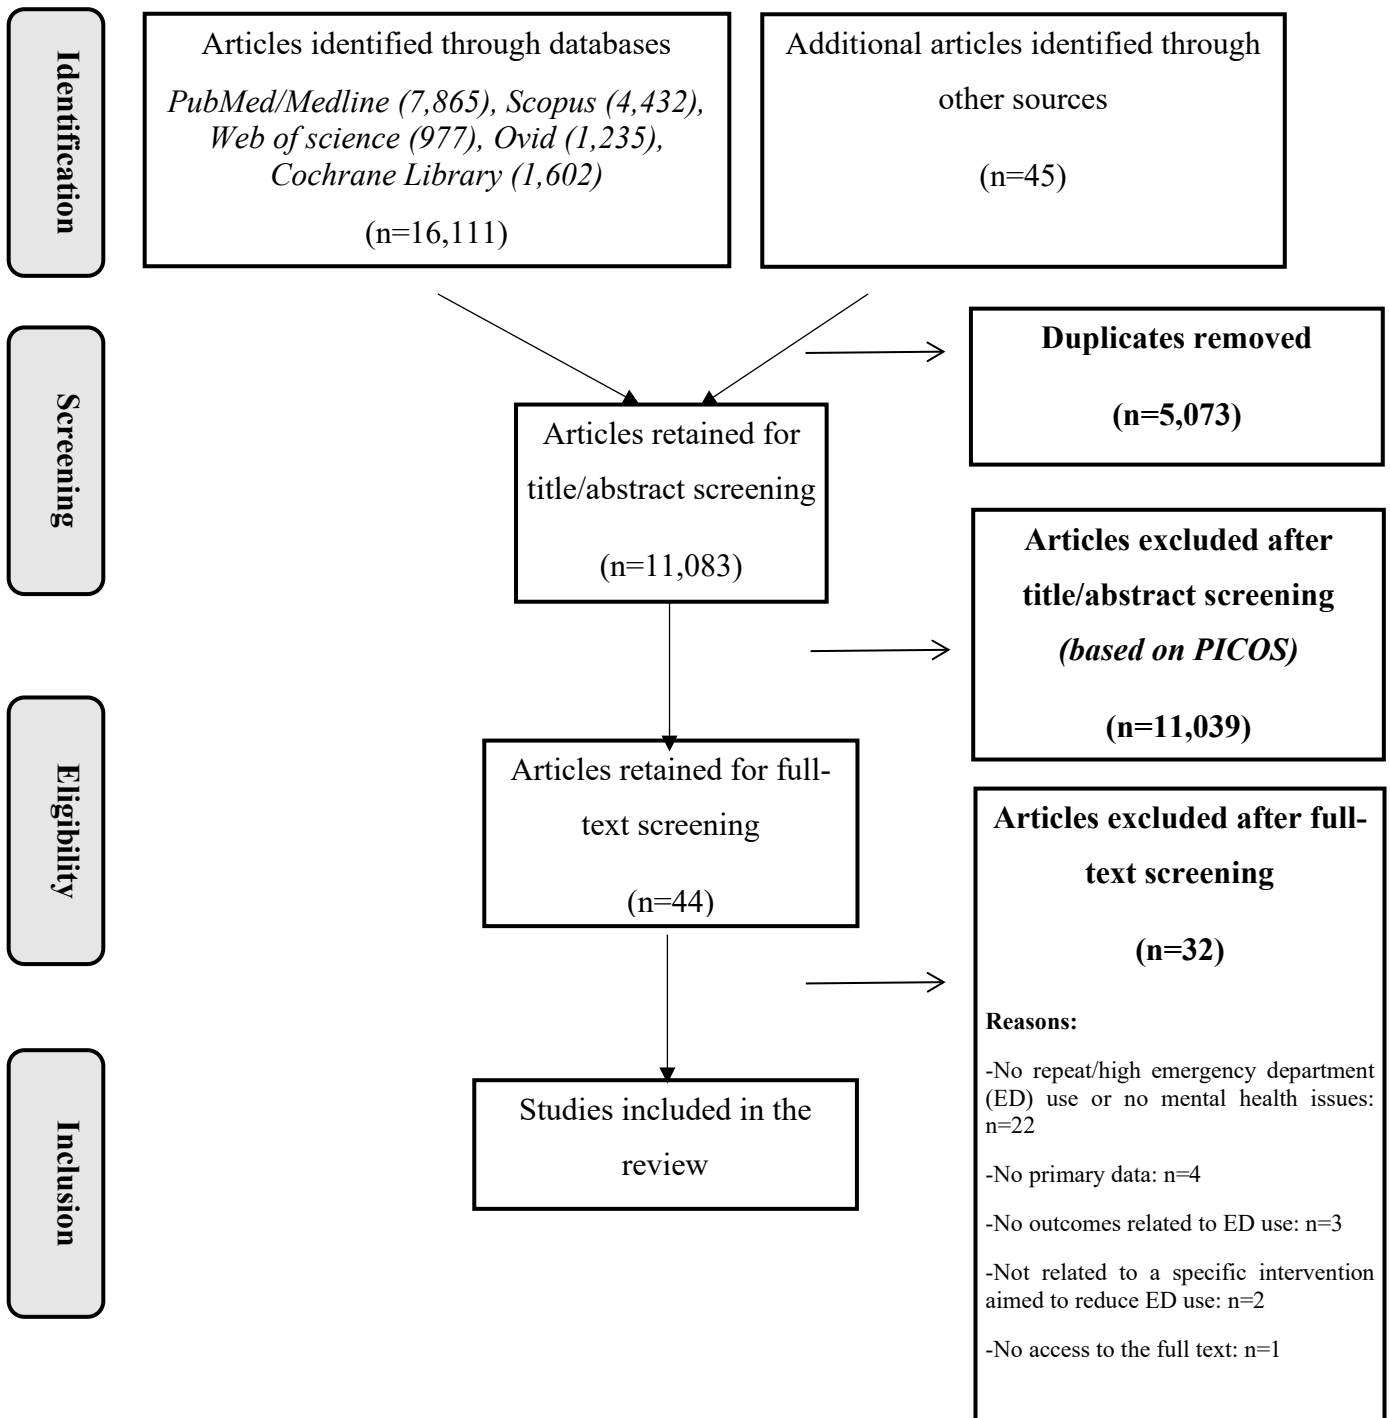 Identification
Articles identified through databases
PubMed/Medline (7,865), Scopus (4,432),
Web of science (977), Ovid (1,235),
Cochrane Library (1,602)
(n=16,111)
Additional articles identified through
other sources
(n=45)
Screening
Duplicates removed
(n=5,073)
Articles retained for
title/abstract screening
(n=11,083)
Articles excluded after
title/abstract screening
(based on PICOS)
(n=11,039)
Eligibility
Articles retained for full-
text screening
(n=44)
Articles excluded after full-
text screening
(n=32)
Reasons:
-No repeat/high emergency department
(ED) use or no mental health issues:
n=22
-No primary data: n=4
-No outcomes related to ED use: n=3
-Not related to a specific intervention
aimed to reduce ED use: n=2
-No access to the full text: n=1
Inclusion
Studies included in the
review